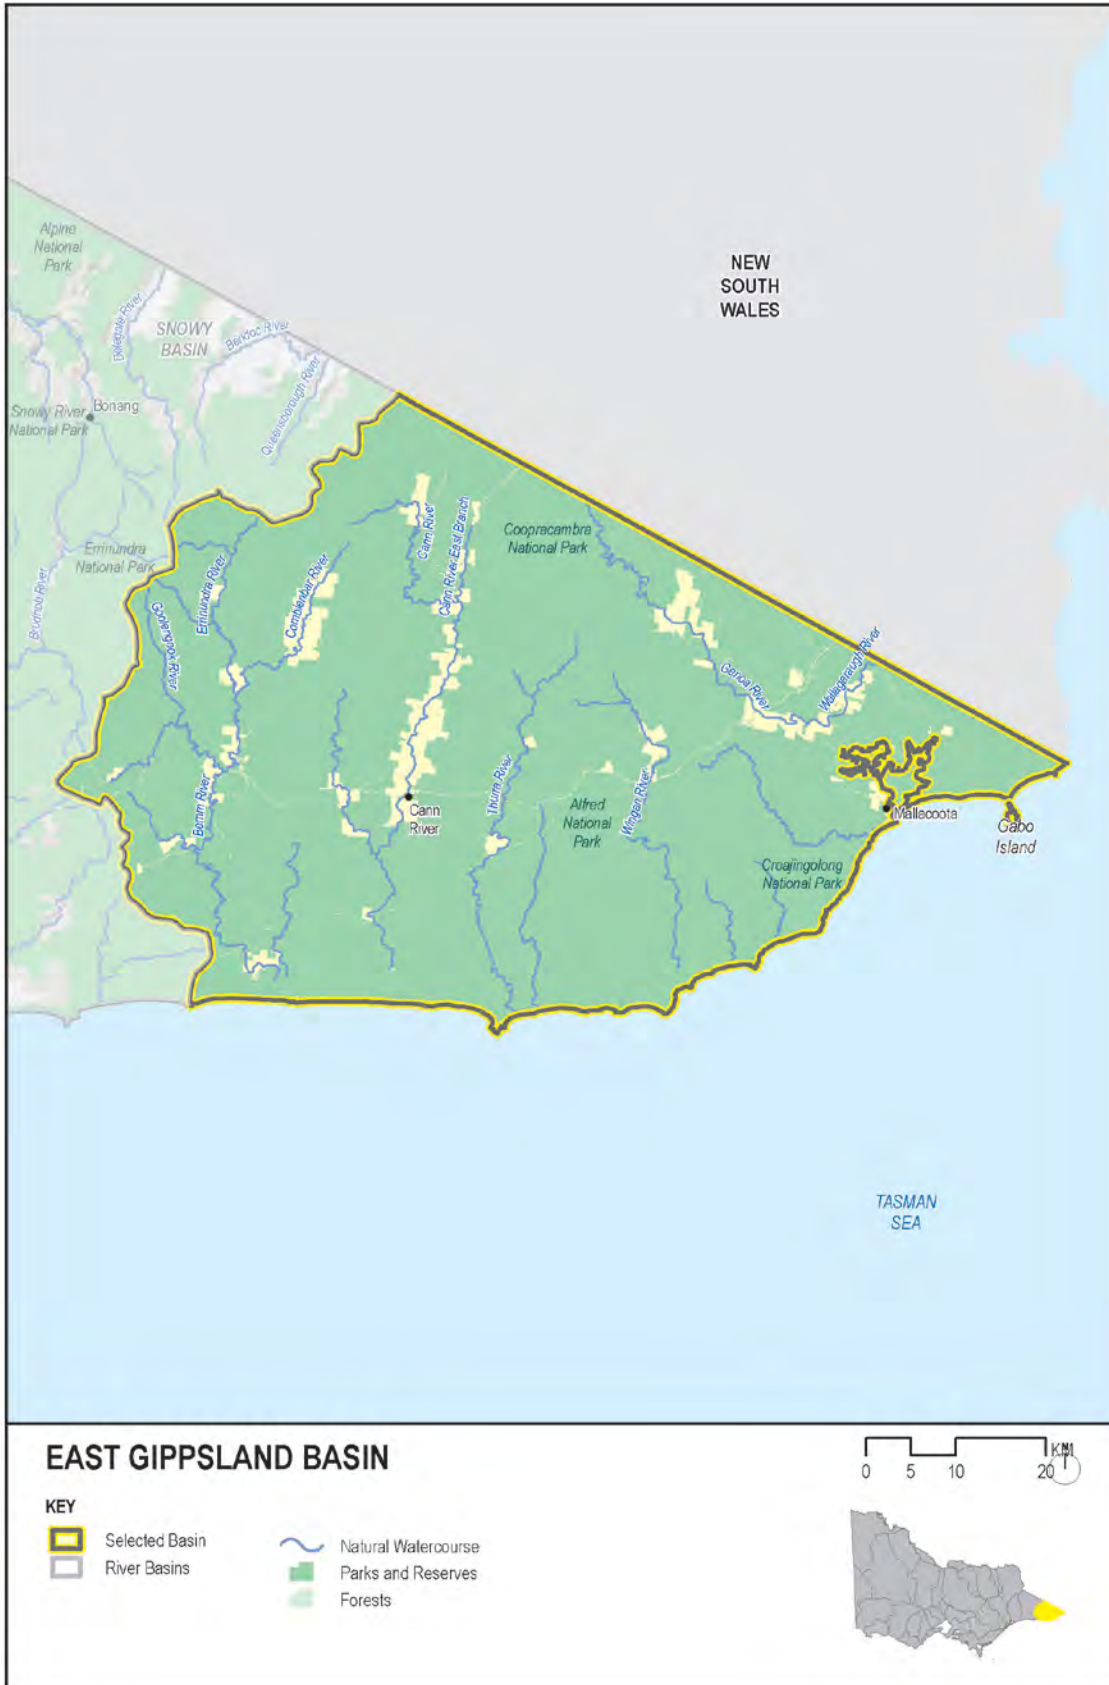 NEW
SOUTH
WALES
Alpine
National
Park
Delegate River
SNOWY
BASIN
Bendoc River
Queensborough River
Snowy River
National Park
Bonang
Errinundra
National Park
Brodribb River
Goolengook River
Errinundra River
Combienbar River
Cann River
Cann River East Branch
Coopracambra
National Park
Genoa River
Wallagaraugh River
Bemm River
Cann
River
Thurra River
Alfred
National
Park
Wingan River
Mallacoota
Gabo
Island
Croajingolong
National Park
TASMAN
SEA
EAST GIPPSLAND BASIN
KEY
Selected Basin
River Basins
Natural Watercourse
Parks and Reserves
Forests
0 5 10 20
KM
N